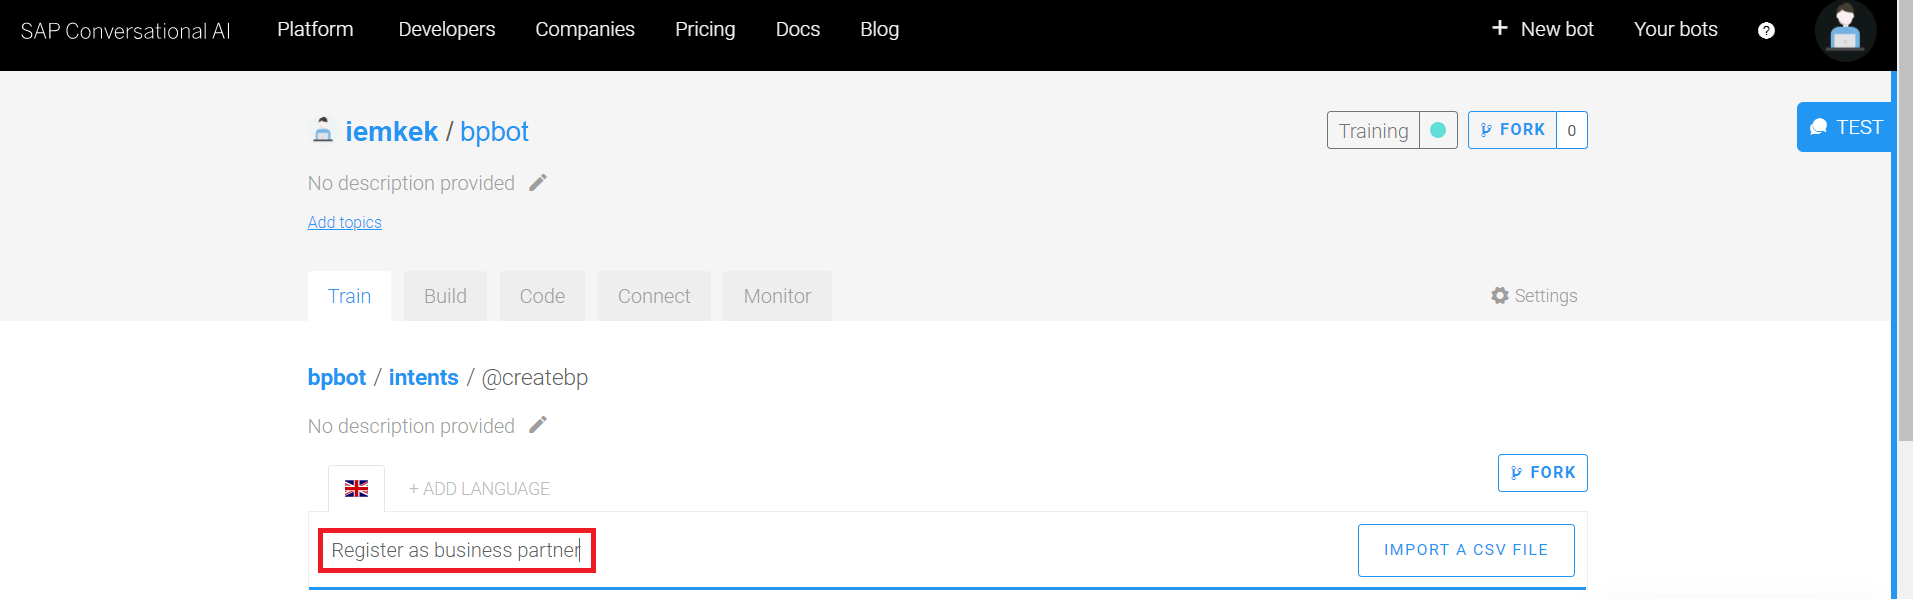 SAP Conversational AI Platform Developers Companies Pricing Docs Blog + New bot Your bots ?
iemkek / bpbot Training FORK 0 TEST
No description provided
Add topics
Train Build Code Connect Monitor Settings
bpbot / intents / @createbp
No description provided
+ ADD LANGUAGE FORK
Register as business partner IMPORT A CSV FILE